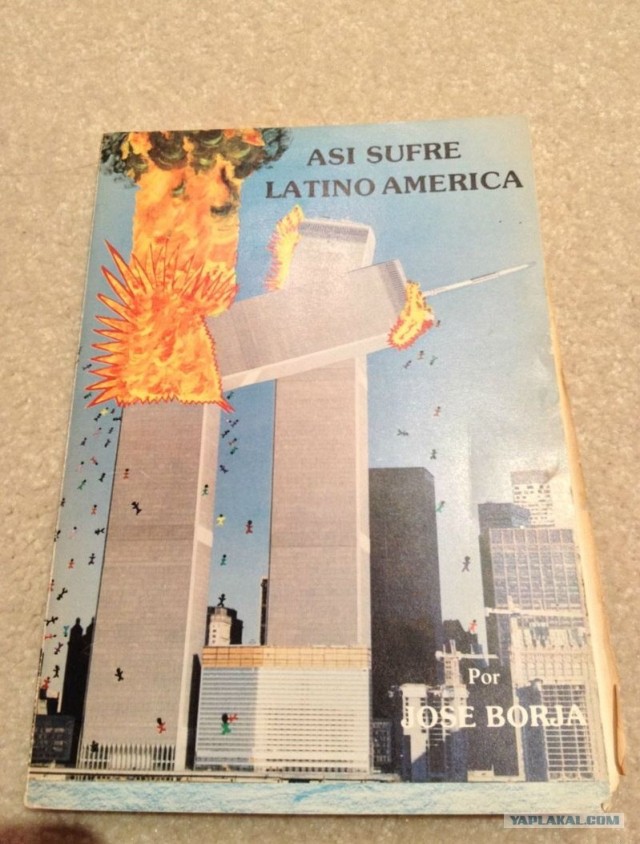 ASI SUFRE
LATINO AMERICA
Por
JOSE BORJA
YAPLAKAL.COM